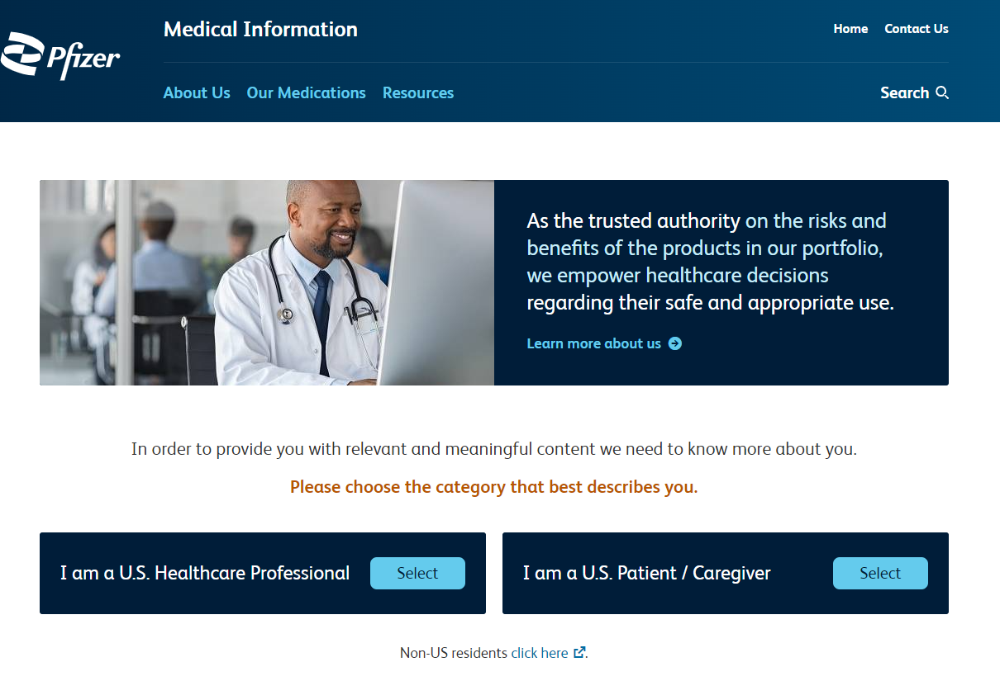 Pfizer
Medical Information
Home
Contact Us
About Us
Our Medications
Resources
Search
As the trusted authority on the risks and
benefits of the products in our portfolio,
we empower healthcare decisions
regarding their safe and appropriate use.
Learn more about us
In order to provide you with relevant and meaningful content we need to know more about you.
Please choose the category that best describes you.
I am a U.S. Healthcare Professional
Select
I am a U.S. Patient / Caregiver
Select
Non-US residents click here .